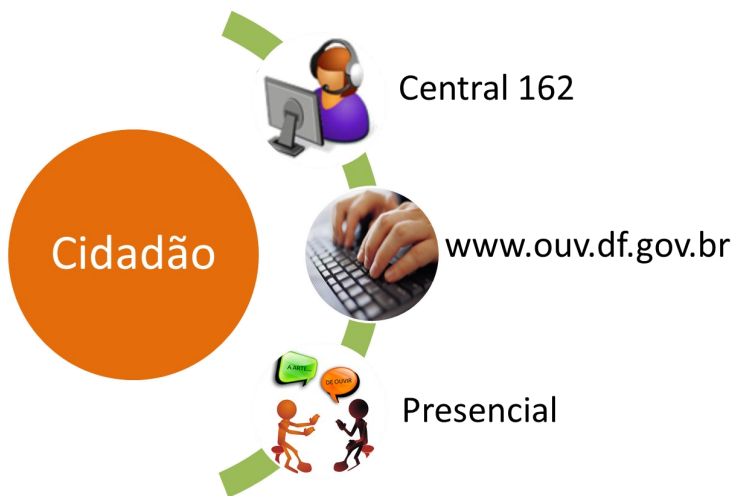 Central 162
Cidadão
www.ouv.df.gov.br
A ARTE...
DE OUVIR
Presencial